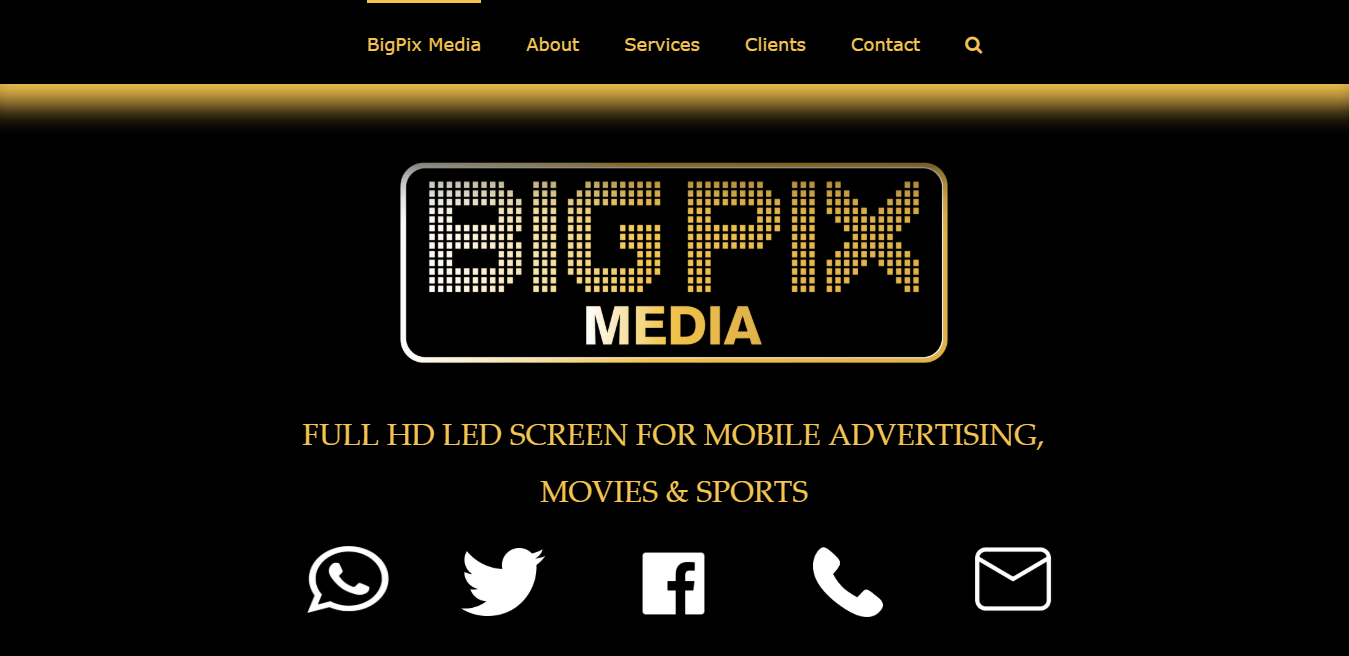 BigPix Media About Services Clients Contact
BIG PIX
MEDIA
FULL HD LED SCREEN FOR MOBILE ADVERTISING,
MOVIES & SPORTS